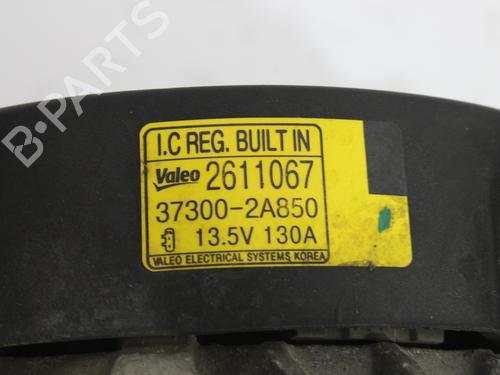 I.C REG. BUILT IN
Valeo 2611067
37300-2A850
13.5V 130A
VALEO ELECTRICAL SYSTEMS KOREA
B-PARTS